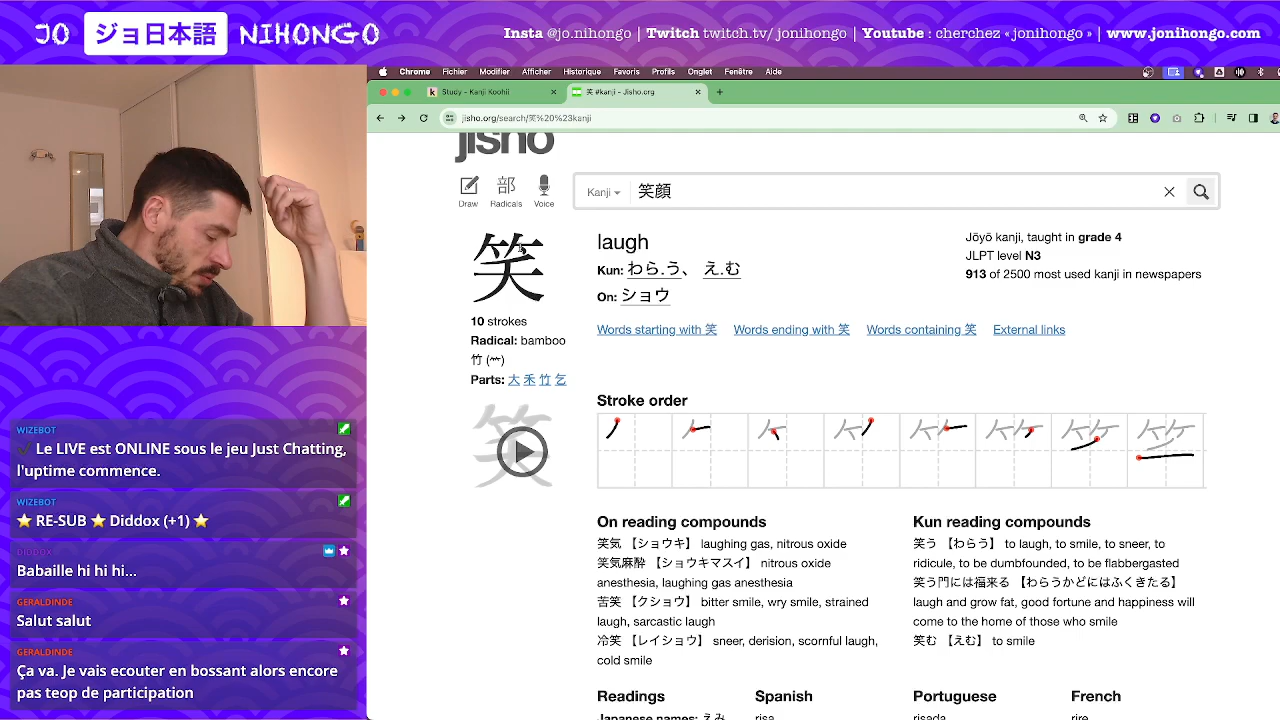 JO ジョ日本語 NIHONGO
Insta @jo.nihongo | Twitch twitch.tv/ jonihongo | Youtube : cherchez « jonihongo » | www.jonihongo.com
Chrome Fichier Modifier Afficher Historique Favoris Profils Onglet Fenêtre Aide
Study - Kanji Koohii
笑 #kanji - Jisho.org
jisho.org/search/笑%20%23kanji
jisho
Draw
部 Radicals
Voice
Kanji
笑顔
笑
10 strokes
Radical: bamboo
竹 (⺮)
Parts: 大 禾 竹 乞
笑
laugh
Kun: わら.う、 え.む
On: ショウ
Jōyō kanji, taught in grade 4
JLPT level N3
913 of 2500 most used kanji in newspapers
Words starting with 笑 Words ending with 笑 Words containing 笑 External links
Stroke order
On reading compounds
笑気 【ショウキ】 laughing gas, nitrous oxide
笑気麻酔 【ショウキマスイ】 nitrous oxide
anesthesia, laughing gas anesthesia
苦笑 【クショウ】 bitter smile, wry smile, strained
laugh, sarcastic laugh
冷笑 【レイショウ】 sneer, derision, scornful laugh,
cold smile
Kun reading compounds
笑う 【わらう】 to laugh, to smile, to sneer, to
ridicule, to be dumbfounded, to be flabbergasted
笑う門には福来る 【わらうかどにはふくきたる】
laugh and grow fat, good fortune and happiness will
come to the home of those who smile
笑む 【えむ】 to smile
Readings
Japanese names: えみ
Spanish
risa
Portuguese
risada
French
rire
WIZEBOT
Le LIVE est ONLINE sous le jeu Just Chatting,
l'uptime commence.
WIZEBOT
⭐ RE-SUB ⭐ Diddox (+1) ⭐
DIDDOX
Babaille hi hi hi...
GERALDINDE
Salut salut
GERALDINDE
Ça va. Je vais ecouter en bossant alors encore
pas teop de participation